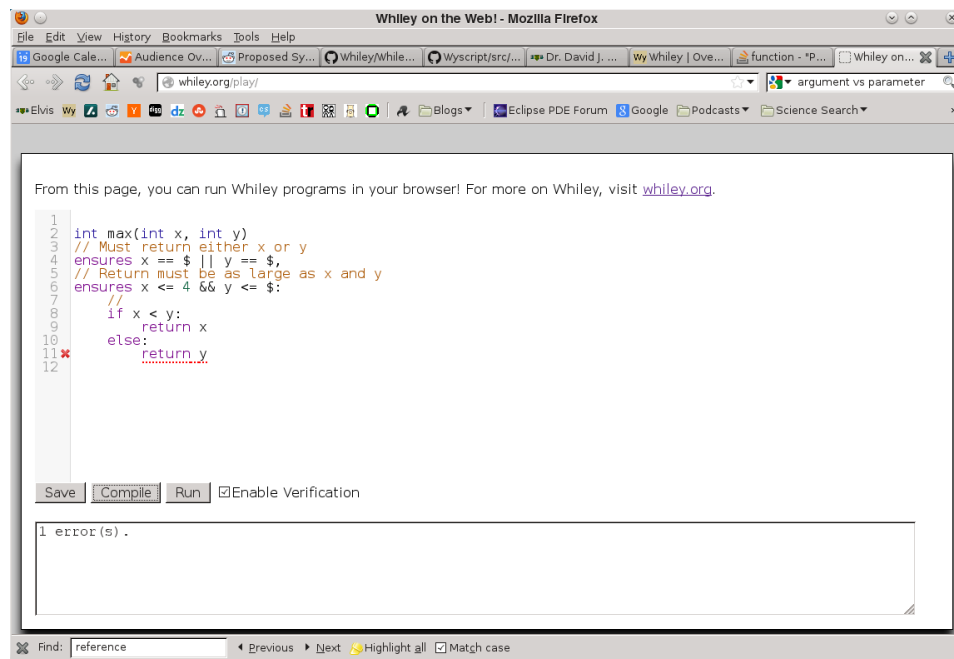 Whiley on the Web! - Mozilla Firefox
File Edit View History Bookmarks Tools Help
Google Cale... Audience Ov... Proposed Sy... Whiley/While... Wyscript/src/... Dr. David J. ... Whiley | Ove... function - "P... Whiley on...
whiley.org/play/ argument vs parameter
Elvis Wy Blogs Eclipse PDE Forum Google Podcasts Science Search
From this page, you can run Whiley programs in your browser! For more on Whiley, visit whiley.org.
1
2 int max(int x, int y)
3 // Must return either x or y
4 ensures x == $ || y == $,
5 // Return must be as large as x and y
6 ensures x <= 4 && y <= $:
7 //
8 if x < y:
9 return x
10 else:
11 return y
12
Save Compile Run Enable Verification
1 error(s).
Find: reference Previous Next Highlight all Match case